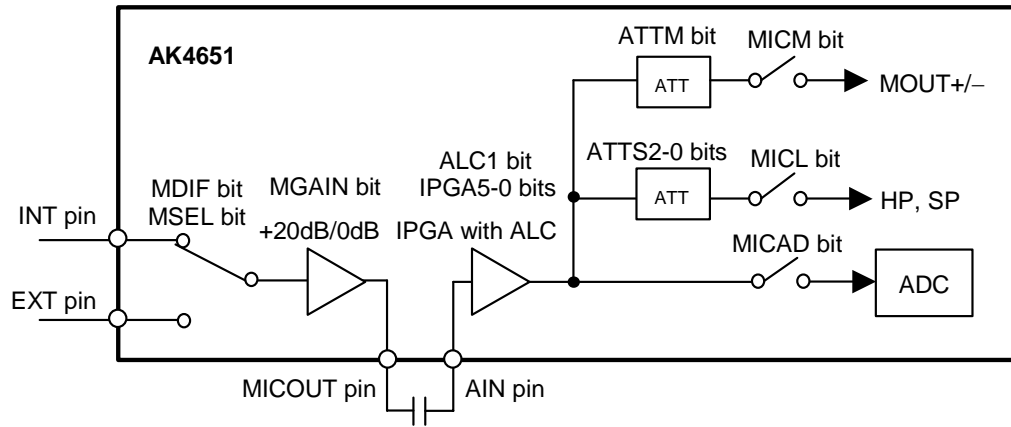 AK4651
ATTM bit
MICM bit
ATT
MOUT+/−
ATTS2-0 bits
MICL bit
ATT
HP, SP
ALC1 bit
IPGA5-0 bits
IPGA with ALC
MDIF bit
MSEL bit
MGAIN bit
+20dB/0dB
INT pin
EXT pin
MICAD bit
ADC
MICOUT pin
AIN pin